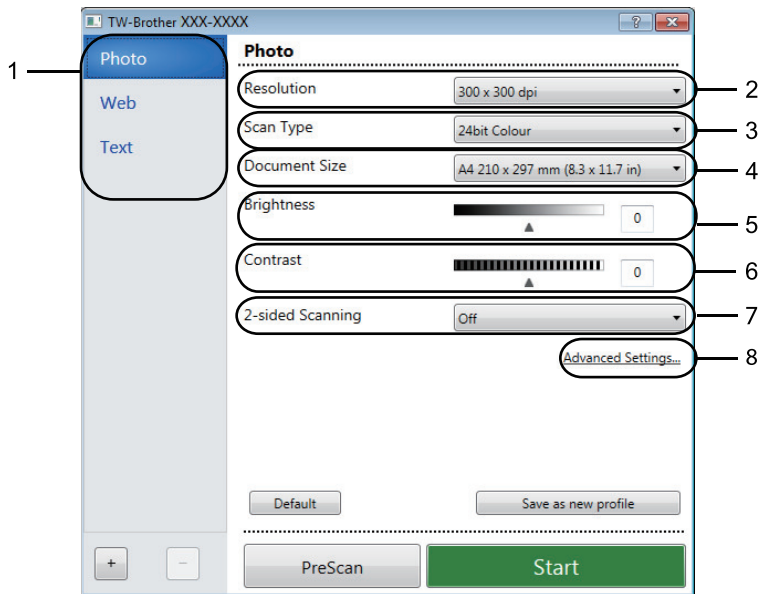 TW-Brother XXX-XXXX
?
Photo
Web
Text
1
Photo
Resolution
300 x 300 dpi
2
Scan Type
24bit Colour
3
Document Size
A4 210 x 297 mm (8.3 x 11.7 in)
4
Brightness
0
5
Contrast
0
6
2-sided Scanning
Off
7
Advanced Settings...
8
Default
Save as new profile
+
−
PreScan
Start